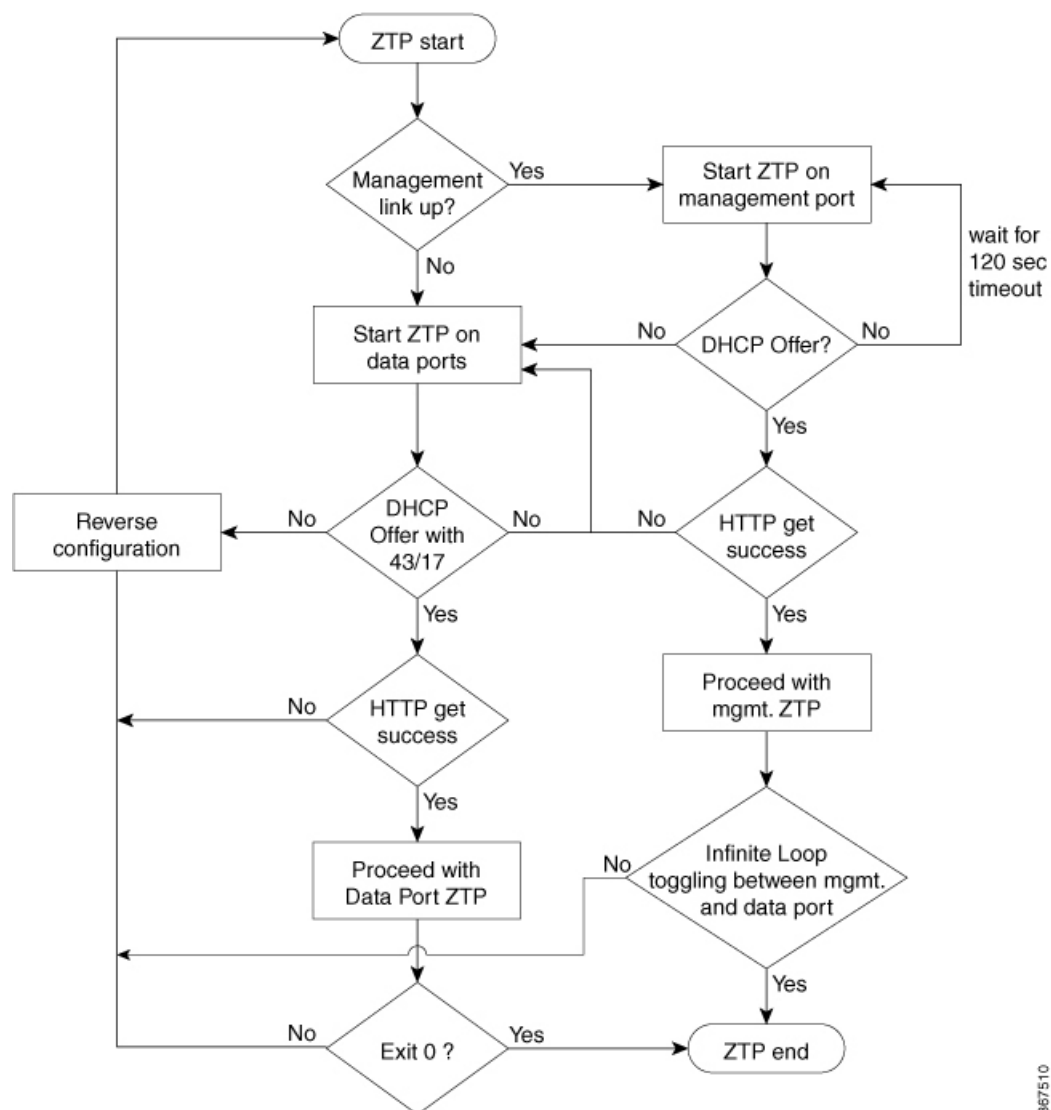 ZTP start
Management
link up?
Yes
No
Start ZTP on
management port
wait for
120 sec
timeout
Start ZTP on
data ports
No
DHCP Offer?
No
Yes
Reverse
configuration
No
DHCP
Offer with
43/17
No
No
HTTP get
success
Yes
Yes
No
HTTP get
success
Yes
Proceed with
mgmt. ZTP
Proceed with
Data Port ZTP
No
Infinite Loop
toggling between mgmt.
and data port
Yes
No
Exit 0 ?
Yes
ZTP end
367510